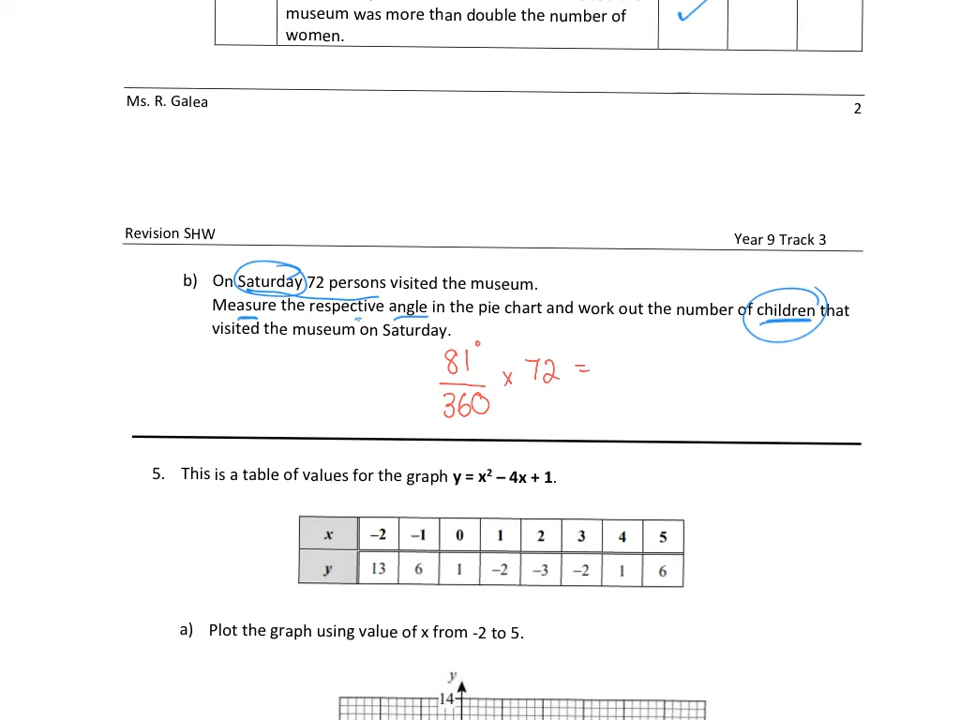 museum was more than double the number of
women.
Ms. R. Galea
2
Revision SHW
Year 9 Track 3
b) On Saturday 72 persons visited the museum.
Measure the respective angle in the pie chart and work out the number of children that
visited the museum on Saturday.
81°
360
x 72 =
5. This is a table of values for the graph y = x² – 4x + 1.
x –2 –1 0 1 2 3 4 5
y 13 6 1 –2 –3 –2 1 6
a) Plot the graph using value of x from -2 to 5.
y
14